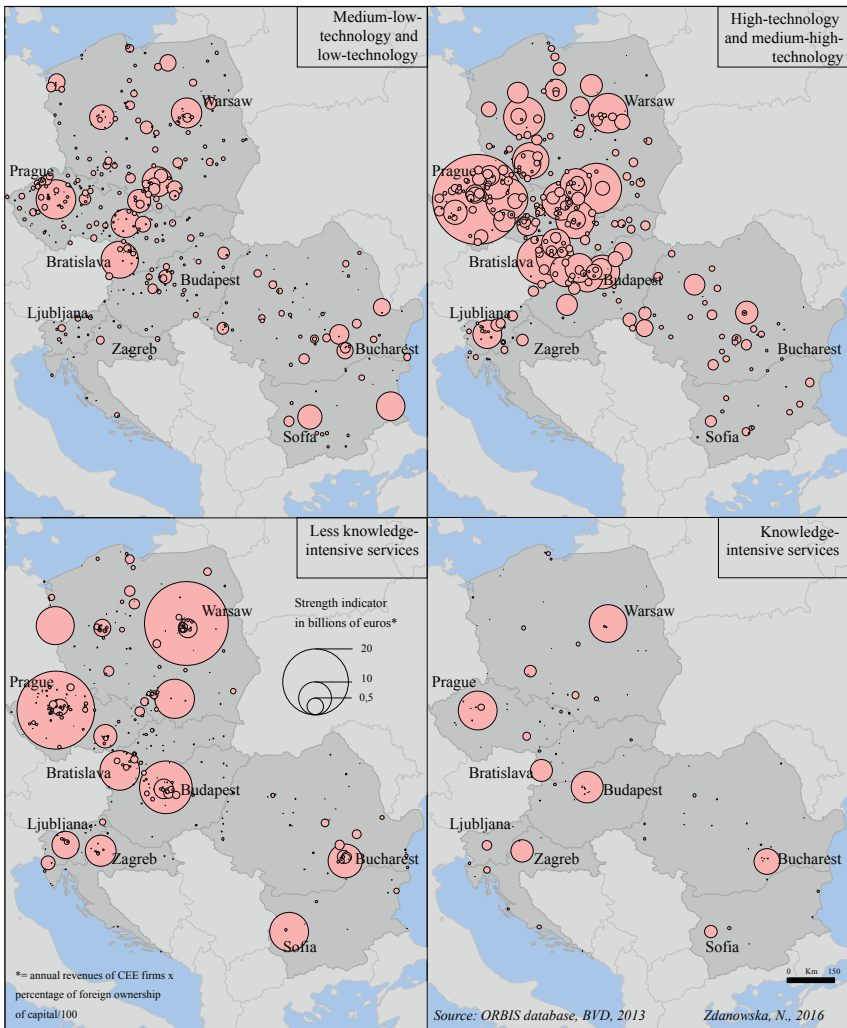 Medium-low-
technology and
low-technology
Warsaw
Prague
Bratislava
Budapest
Ljubljana
Zagreb
Bucharest
Sofia
High-technology
and medium-high-
technology
Warsaw
Prague
Bratislava
Budapest
Ljubljana
Zagreb
Bucharest
Sofia
Less knowledge-
intensive services
Warsaw
Strength indicator
in billions of euros*
20
10
0,5
Prague
Bratislava
Budapest
Ljubljana
Zagreb
Bucharest
Sofia
*= annual revenues of CEE firms x
percentage of foreign ownership
of capital/100
Knowledge-
intensive services
Warsaw
Prague
Bratislava
Budapest
Ljubljana
Zagreb
Bucharest
Sofia
0 Km 150
Source: ORBIS database, BVD, 2013 Zdanowska, N., 2016